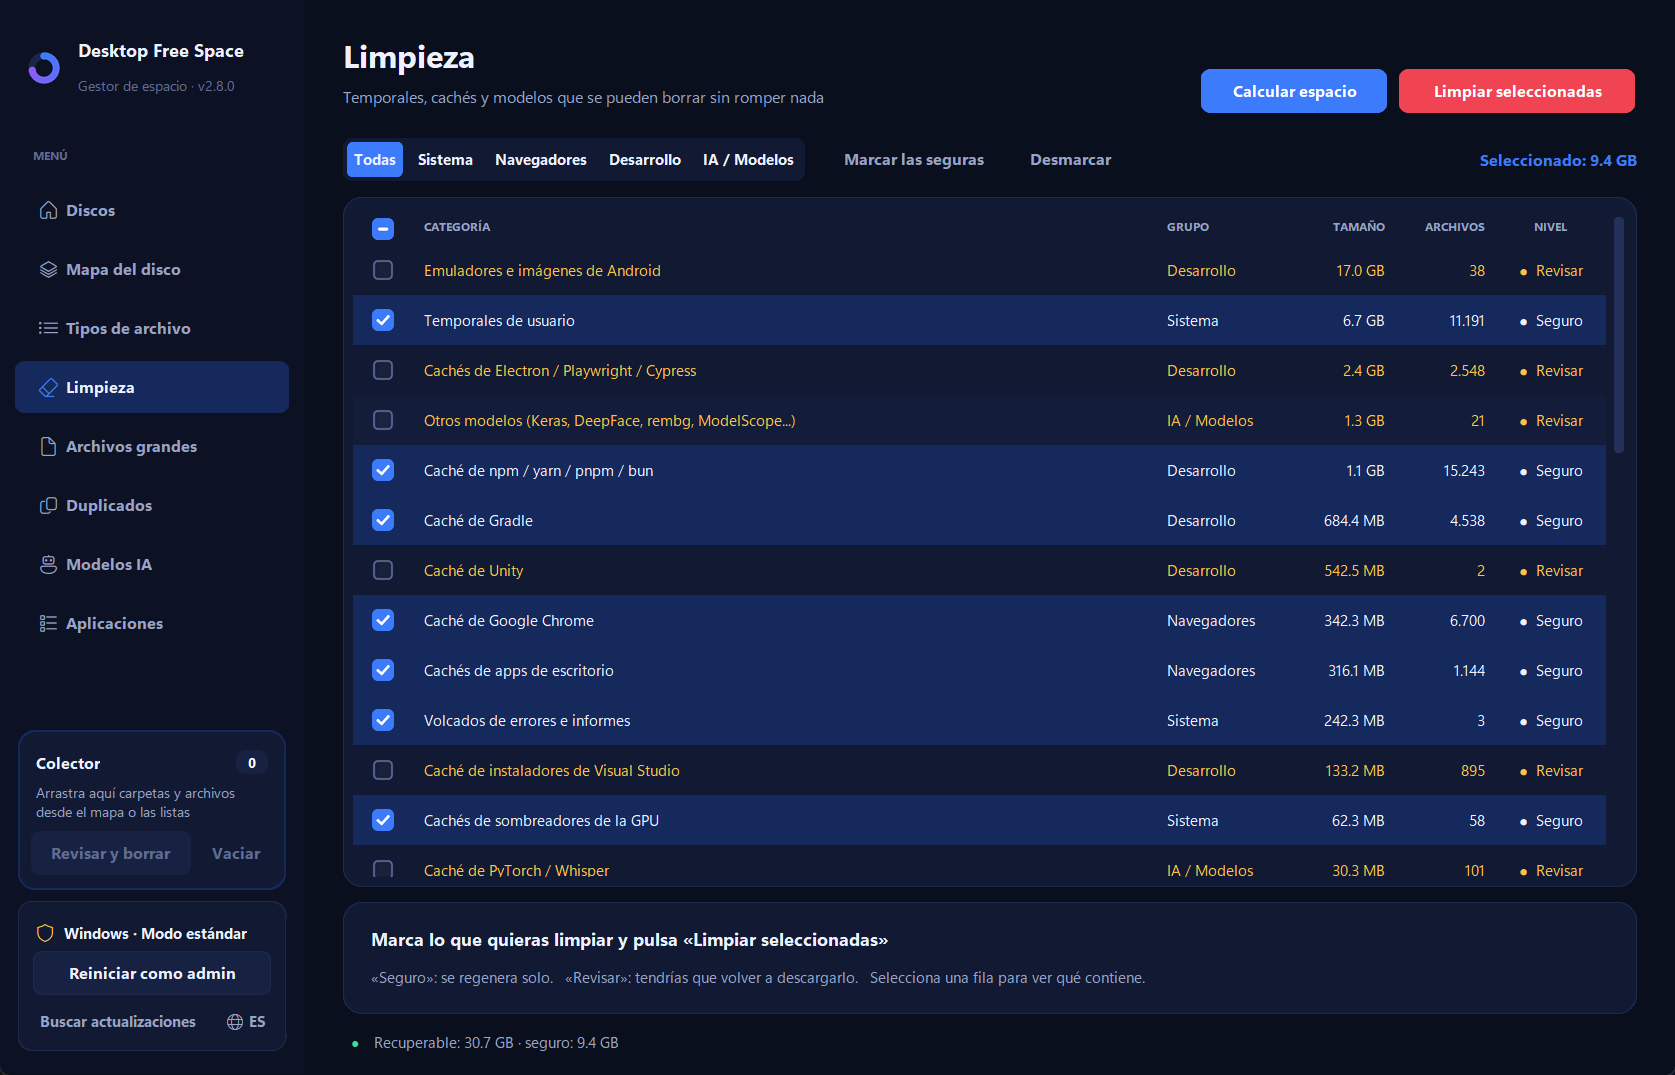 Desktop Free Space
Gestor de espacio · v2.8.0
MENÚ
Discos
Mapa del disco
Tipos de archivo
Limpieza
Archivos grandes
Duplicados
Modelos IA
Aplicaciones
Colector 0
Arrastra aquí carpetas y archivos
desde el mapa o las listas
Revisar y borrar Vaciar
Windows · Modo estándar
Reiniciar como admin
Buscar actualizaciones ES
Limpieza
Temporales, cachés y modelos que se pueden borrar sin romper nada
Calcular espacio Limpiar seleccionadas
Todas Sistema Navegadores Desarrollo IA / Modelos Marcar las seguras Desmarcar Seleccionado: 9.4 GB
CATEGORÍA GRUPO TAMAÑO ARCHIVOS NIVEL
Emuladores e imágenes de Android Desarrollo 17.0 GB 38 ● Revisar
Temporales de usuario Sistema 6.7 GB 11.191 ● Seguro
Cachés de Electron / Playwright / Cypress Desarrollo 2.4 GB 2.548 ● Revisar
Otros modelos (Keras, DeepFace, rembg, ModelScope...) IA / Modelos 1.3 GB 21 ● Revisar
Caché de npm / yarn / pnpm / bun Desarrollo 1.1 GB 15.243 ● Seguro
Caché de Gradle Desarrollo 684.4 MB 4.538 ● Seguro
Caché de Unity Desarrollo 542.5 MB 2 ● Revisar
Caché de Google Chrome Navegadores 342.3 MB 6.700 ● Seguro
Cachés de apps de escritorio Navegadores 316.1 MB 1.144 ● Seguro
Volcados de errores e informes Sistema 242.3 MB 3 ● Seguro
Caché de instaladores de Visual Studio Desarrollo 133.2 MB 895 ● Revisar
Cachés de sombreadores de la GPU Sistema 62.3 MB 58 ● Seguro
Caché de PyTorch / Whisper IA / Modelos 30.3 MB 101 ● Revisar
Marca lo que quieras limpiar y pulsa «Limpiar seleccionadas»
«Seguro»: se regenera solo. «Revisar»: tendrías que volver a descargarlo. Selecciona una fila para ver qué contiene.
● Recuperable: 30.7 GB · seguro: 9.4 GB